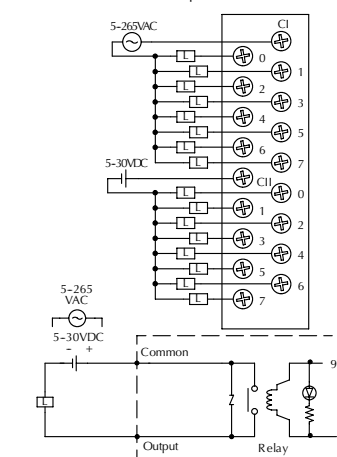 CI
5-265VAC
L
0
L
1
L
2
L
3
L
4
L
5
L
6
L
7
5-30VDC
CII
L
0
L
1
L
2
L
3
L
4
L
5
L
6
L
7
5-265
VAC
5-30VDC
- +
Common
9
L
Output
Relay